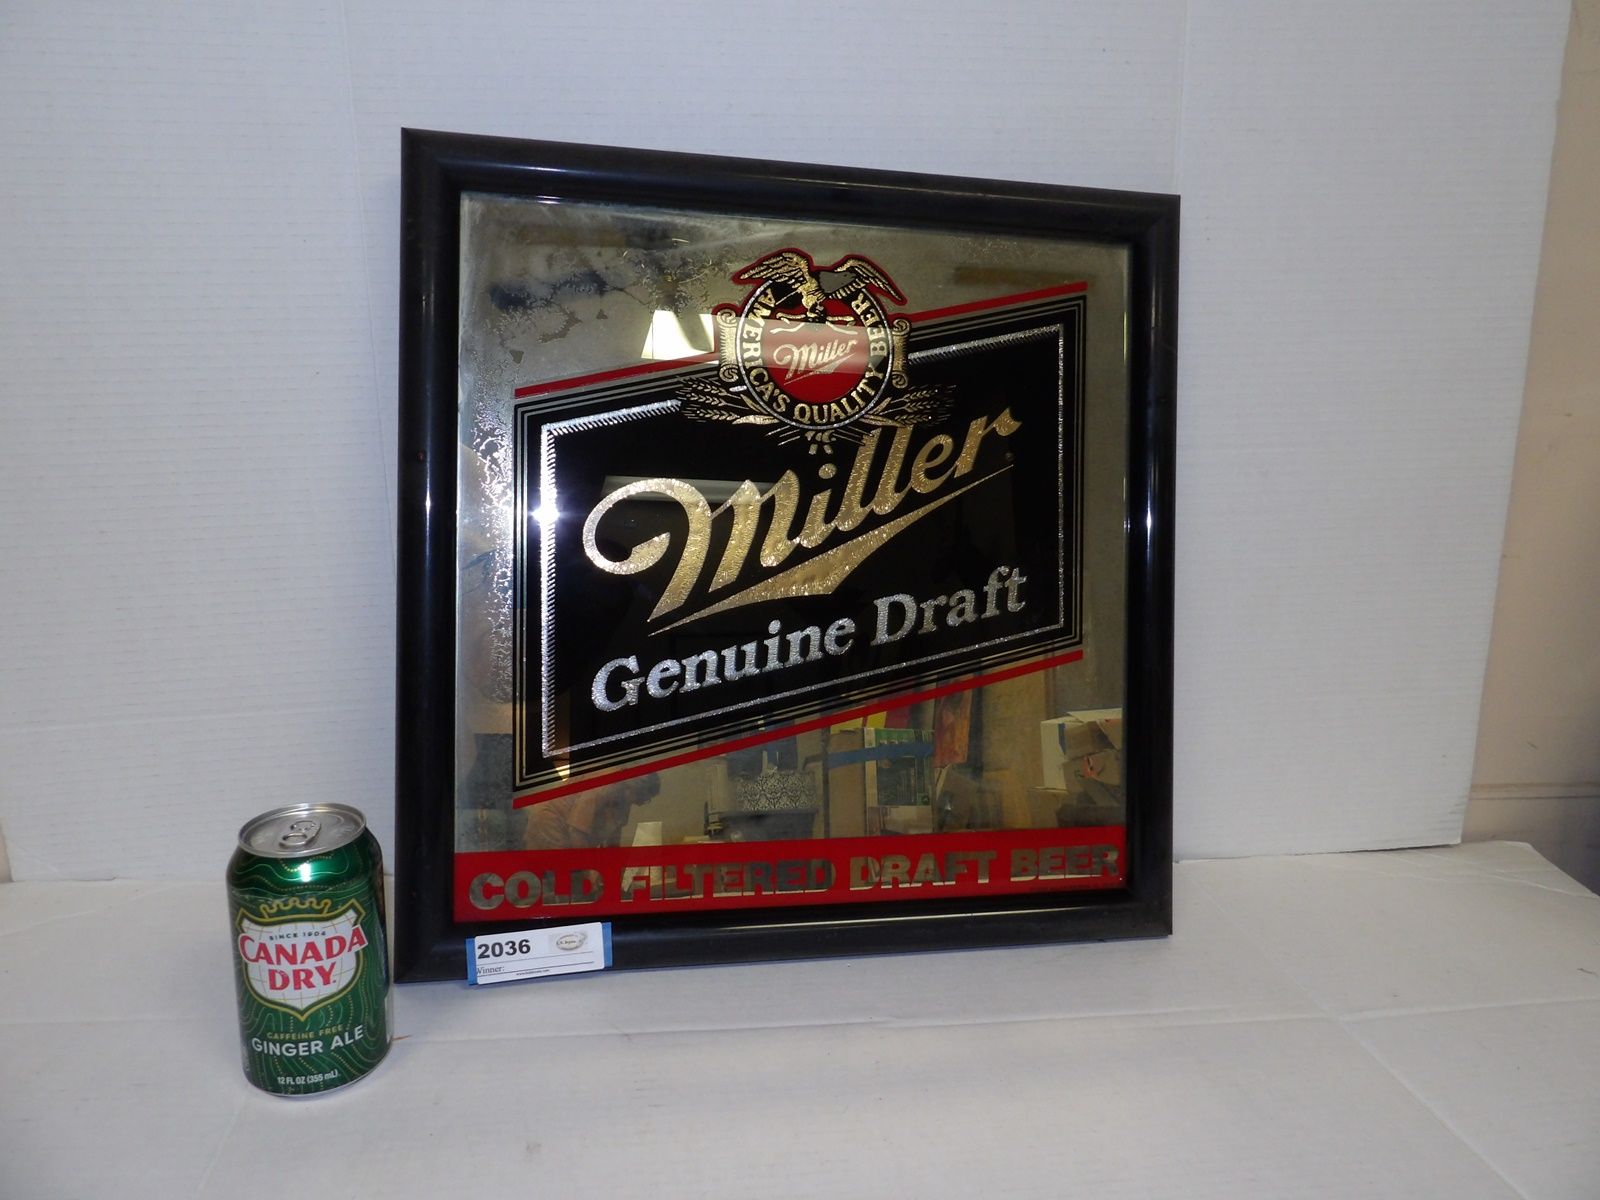 AMERICA'S QUALITY BEER
Miller
Miller
Genuine Draft
COLD FILTERED DRAFT BEER
2036
Winner:
SINCE 1904
CANADA
DRY
CAFFEINE FREE
GINGER ALE
12 FL OZ (355 mL)